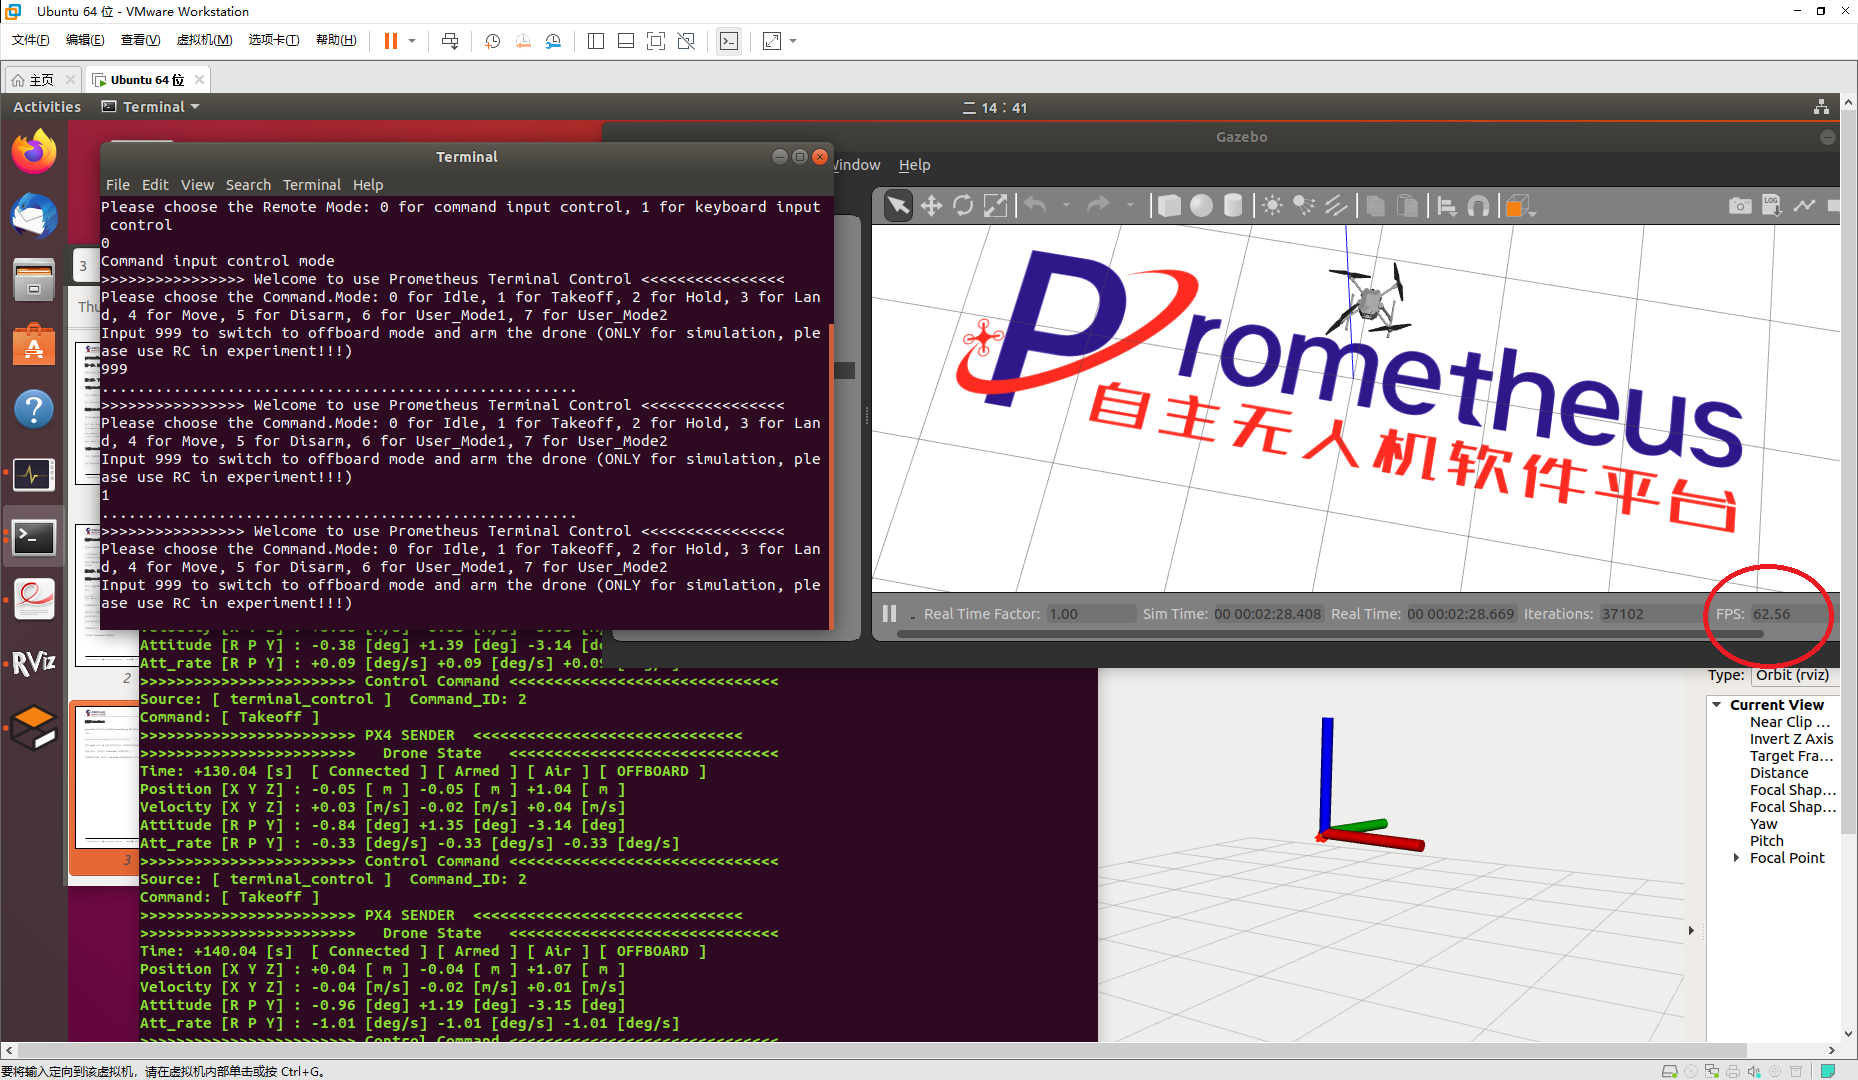 Ubuntu 64 位 - VMware Workstation
文件(F) 编辑(E) 查看(V) 虚拟机(M) 选项卡(T) 帮助(H)
主页 Ubuntu 64 位
Activities Terminal 二 14：41
Gazebo
Window Help
Terminal
File Edit View Search Terminal Help
Please choose the Remote Mode: 0 for command input control, 1 for keyboard input
control
0
Command input control mode
>>>>>>>>>>>>>>>> Welcome to use Prometheus Terminal Control <<<<<<<<<<<<<<<<
Please choose the Command.Mode: 0 for Idle, 1 for Takeoff, 2 for Hold, 3 for Lan
d, 4 for Move, 5 for Disarm, 6 for User_Mode1, 7 for User_Mode2
Input 999 to switch to offboard mode and arm the drone (ONLY for simulation, ple
ase use RC in experiment!!!)
999
.....................................................
>>>>>>>>>>>>>>>> Welcome to use Prometheus Terminal Control <<<<<<<<<<<<<<<<
Please choose the Command.Mode: 0 for Idle, 1 for Takeoff, 2 for Hold, 3 for Lan
d, 4 for Move, 5 for Disarm, 6 for User_Mode1, 7 for User_Mode2
Input 999 to switch to offboard mode and arm the drone (ONLY for simulation, ple
ase use RC in experiment!!!)
1
.....................................................
>>>>>>>>>>>>>>>> Welcome to use Prometheus Terminal Control <<<<<<<<<<<<<<<<
Please choose the Command.Mode: 0 for Idle, 1 for Takeoff, 2 for Hold, 3 for Lan
d, 4 for Move, 5 for Disarm, 6 for User_Mode1, 7 for User_Mode2
Input 999 to switch to offboard mode and arm the drone (ONLY for simulation, ple
ase use RC in experiment!!!)
3
Thu
2
3
RViz
LOG
Prometheus
自主无人机软件平台
Real Time Factor: 1.00 Sim Time: 00 00:02:28.408 Real Time: 00 00:02:28.669 Iterations: 37102 FPS: 62.56
Attitude [R P Y] : -0.38 [deg] +1.39 [deg] -3.14 [de
Att_rate [R P Y] : +0.09 [deg/s] +0.09 [deg/s] +0.09 [deg/s]
>>>>>>>>>>>>>>>>>>>>>>>> Control Command <<<<<<<<<<<<<<<<<<<<<<<<<<<<<<
Source: [ terminal_control ] Command_ID: 2
Command: [ Takeoff ]
>>>>>>>>>>>>>>>>>>>>>>>> PX4 SENDER <<<<<<<<<<<<<<<<<<<<<<<<<<<<<<
>>>>>>>>>>>>>>>>>>>>>>>> Drone State <<<<<<<<<<<<<<<<<<<<<<<<<<<<<<
Time: +130.04 [s] [ Connected ] [ Armed ] [ Air ] [ OFFBOARD ]
Position [X Y Z] : -0.05 [ m ] -0.05 [ m ] +1.04 [ m ]
Velocity [X Y Z] : +0.03 [m/s] -0.02 [m/s] +0.04 [m/s]
Attitude [R P Y] : -0.84 [deg] +1.35 [deg] -3.14 [deg]
Att_rate [R P Y] : -0.33 [deg/s] -0.33 [deg/s] -0.33 [deg/s]
>>>>>>>>>>>>>>>>>>>>>>>> Control Command <<<<<<<<<<<<<<<<<<<<<<<<<<<<<<
Source: [ terminal_control ] Command_ID: 2
Command: [ Takeoff ]
>>>>>>>>>>>>>>>>>>>>>>>> PX4 SENDER <<<<<<<<<<<<<<<<<<<<<<<<<<<<<<
>>>>>>>>>>>>>>>>>>>>>>>> Drone State <<<<<<<<<<<<<<<<<<<<<<<<<<<<<<
Time: +140.04 [s] [ Connected ] [ Armed ] [ Air ] [ OFFBOARD ]
Position [X Y Z] : +0.04 [ m ] -0.04 [ m ] +1.07 [ m ]
Velocity [X Y Z] : -0.04 [m/s] -0.02 [m/s] +0.01 [m/s]
Attitude [R P Y] : -0.96 [deg] +1.19 [deg] -3.15 [deg]
Att_rate [R P Y] : -1.01 [deg/s] -1.01 [deg/s] -1.01 [deg/s]
>>>>>>>>>>>>>>>>>>>>>>>> Control Command <<<<<<<<<<<<<<<<<<<<<<<<<<<<<<
Type: Orbit (rviz)
Current View
Near Clip ...
Invert Z Axis
Target Fra...
Distance
Focal Shap...
Focal Shap...
Yaw
Pitch
Focal Point
要将输入定向到该虚拟机，请在虚拟机内部单击或按 Ctrl+G。